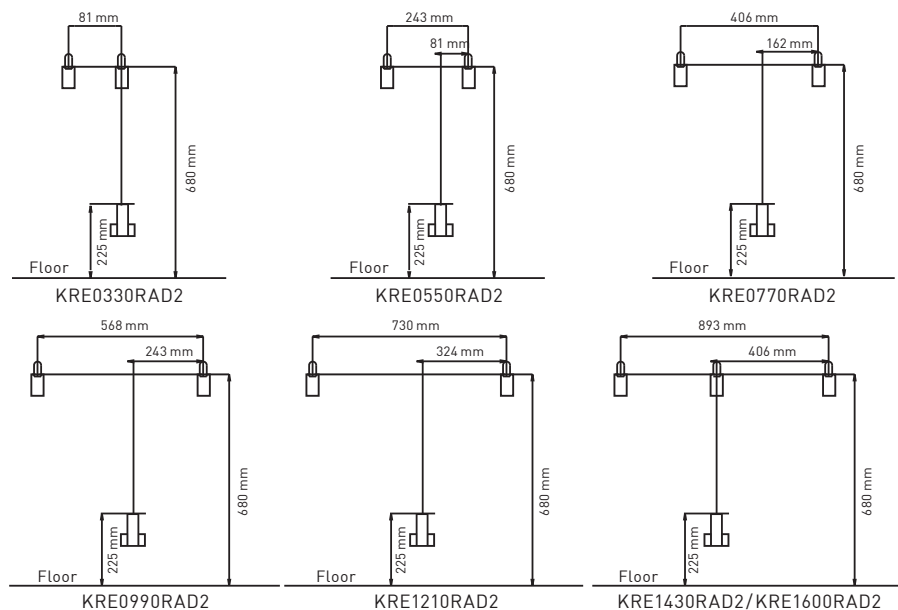 81 mm
680 mm
225 mm
Floor
KRE0330RAD2
243 mm
81 mm
680 mm
225 mm
Floor
KRE0550RAD2
406 mm
162 mm
680 mm
225 mm
Floor
KRE0770RAD2
568 mm
243 mm
680 mm
225 mm
Floor
KRE0990RAD2
730 mm
324 mm
680 mm
225 mm
Floor
KRE1210RAD2
893 mm
406 mm
680 mm
225 mm
Floor
KRE1430RAD2/KRE1600RAD2